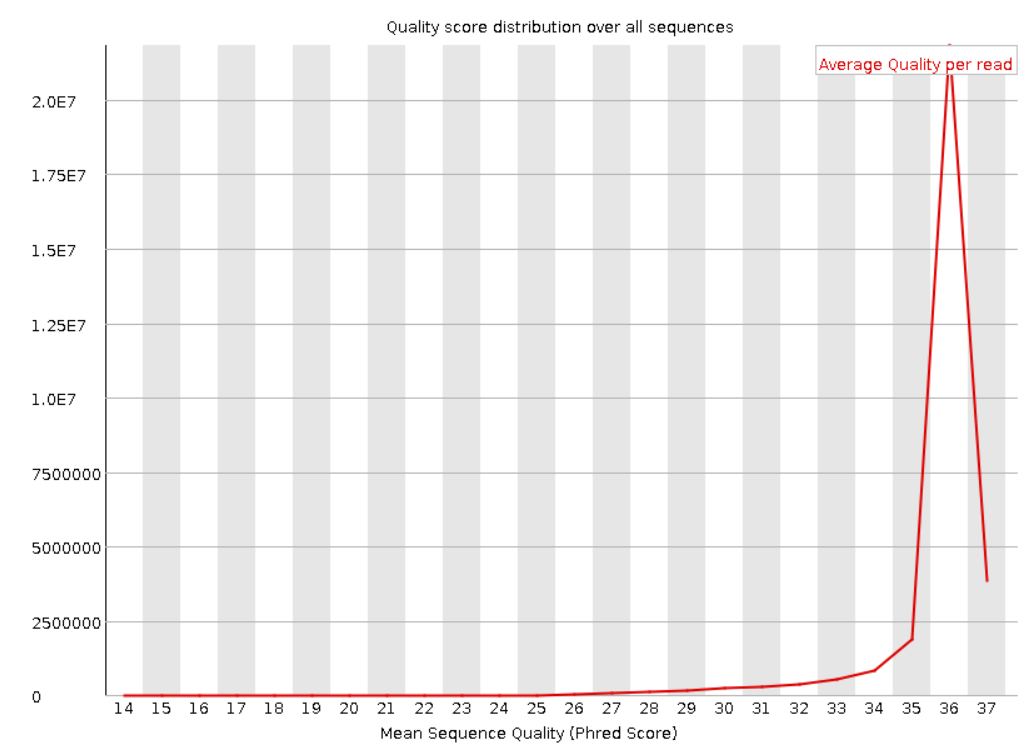 Quality score distribution over all sequences
Average Quality per read
2.0E7
1.75E7
1.5E7
1.25E7
1.0E7
7500000
5000000
2500000
0
14 15 16 17 18 19 20 21 22 23 24 25 26 27 28 29 30 31 32 33 34 35 36 37
Mean Sequence Quality (Phred Score)